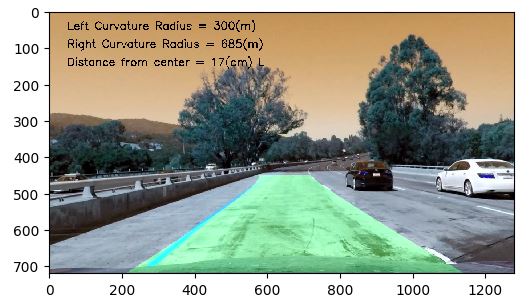 Left Curvature Radius = 300(m)
Right Curvature Radius = 685(m)
Distance from center = 17(cm) L
0
100
200
300
400
500
600
700
0 200 400 600 800 1000 1200